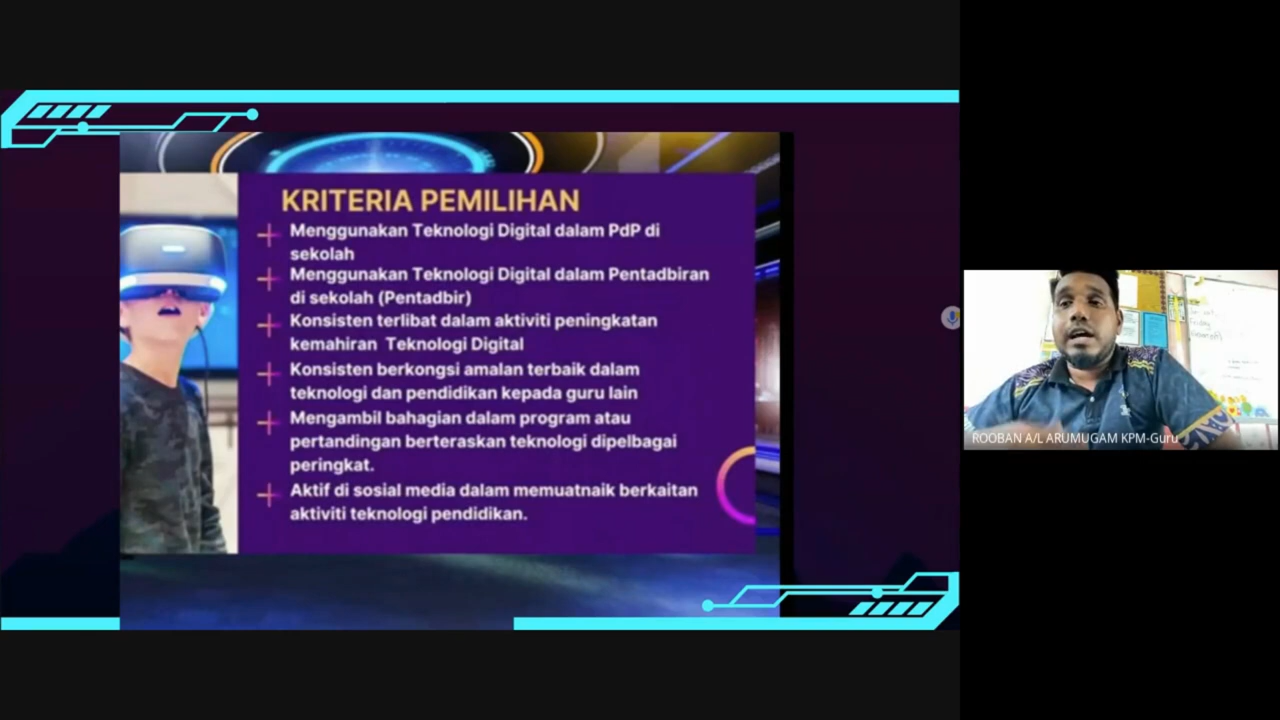 KRITERIA PEMILIHAN
Menggunakan Teknologi Digital dalam PdP di
sekolah
Menggunakan Teknologi Digital dalam Pentadbiran
di sekolah (Pentadbir)
Konsisten terlibat dalam aktiviti peningkatan
kemahiran Teknologi Digital
Konsisten berkongsi amalan terbaik dalam
teknologi dan pendidikan kepada guru lain
Mengambil bahagian dalam program atau
pertandingan berteraskan teknologi dipelbagai
peringkat.
Aktif di sosial media dalam memuatnaik berkaitan
aktiviti teknologi pendidikan.
ROOBAN A/L ARUMUGAM KPM-Guru
Friday